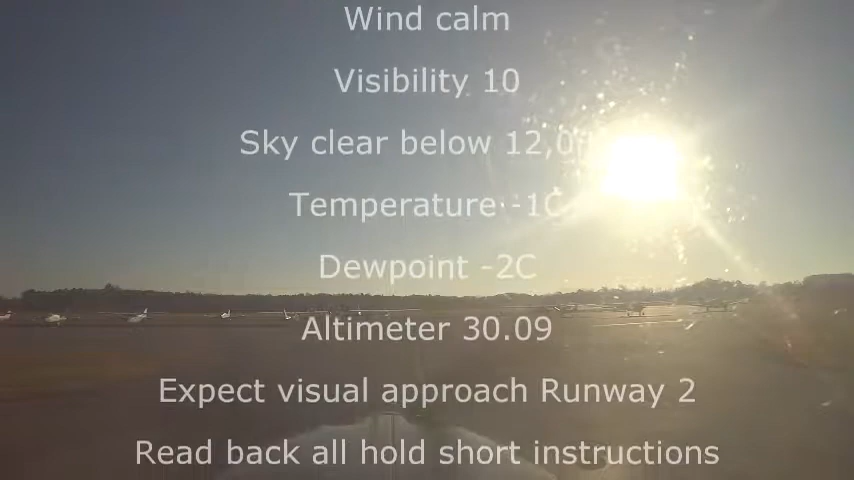 Wind calm
Visibility 10
Sky clear below
Temperature -1C
Dewpoint -2C
Altimeter 30.09
Expect visual approach Runway 2
Read back all hold short instructions